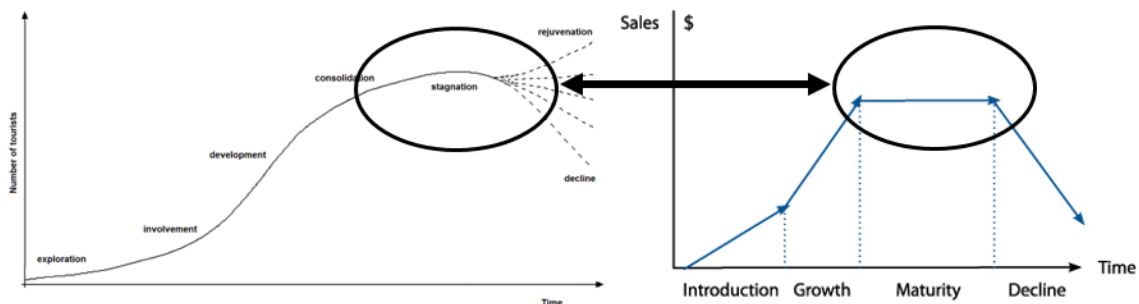 rejuvenation
consolidation
stagnation
development
decline
involvement
exploration
Number of tourists
Time
Sales $
Time
Introduction Growth Maturity Decline